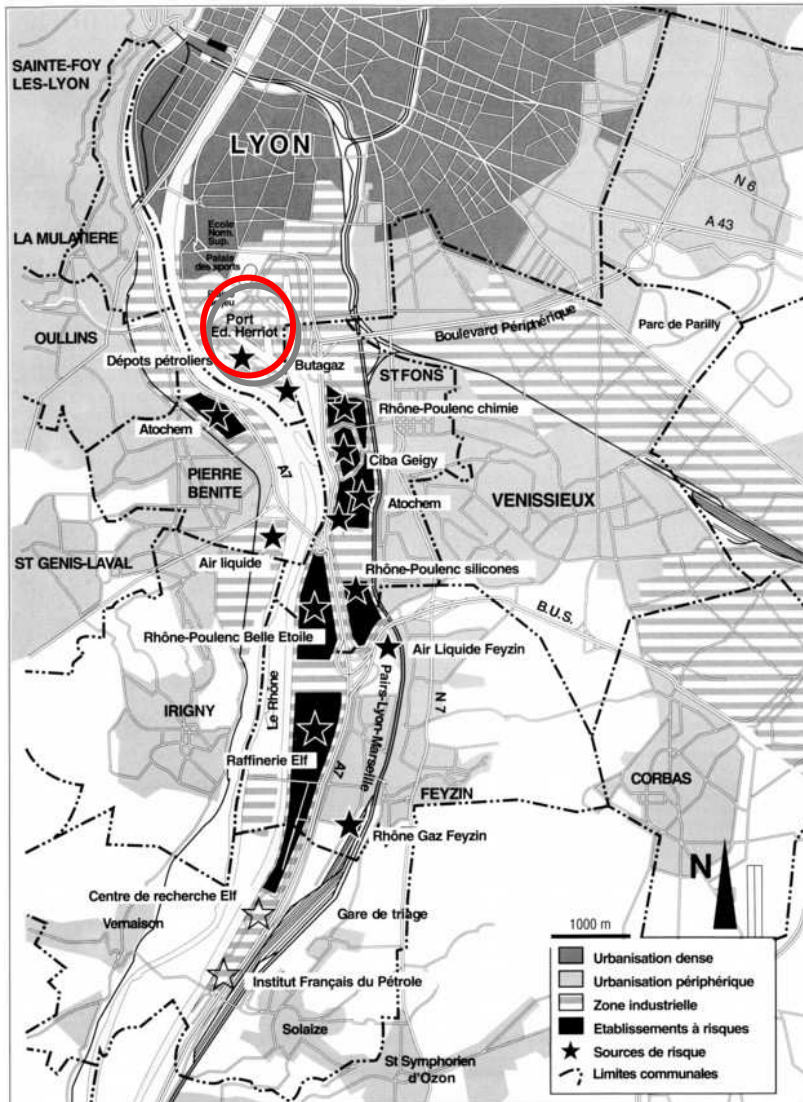 SAINTE-FOY
LES-LYON
LYON
N 6
A 43
Ecole
Norm.
Sup.
LA MULATIERE
Palais
des sports
Port
Ed. Herriot
Boulevard Périphérique
Parc de Parilly
OULLINS
Dépots pétroliers
Butagaz
ST FONS
Rhône-Poulenc chimie
Atochem
Ciba Geigy
A7
PIERRE
BENITE
Atochem
VENISSIEUX
ST GENIS-LAVAL
Air liquide
Rhône-Poulenc silicones
B.U.S.
Rhône-Poulenc Belle Etoile
Air Liquide Feyzin
Le Rhône
Pairs-Lyon-Marseille
N 7
IRIGNY
Raffinerie Elf
A7
FEYZIN
CORBAS
Rhône Gaz Feyzin
N
Centre de recherche Elf
Vernaison
Gare de triage
1000 m
Institut Français du Pétrole
Solaize
St Symphorien
d'Ozon
Urbanisation dense
Urbanisation périphérique
Zone industrielle
Etablissements à risques
Sources de risque
Limites communales